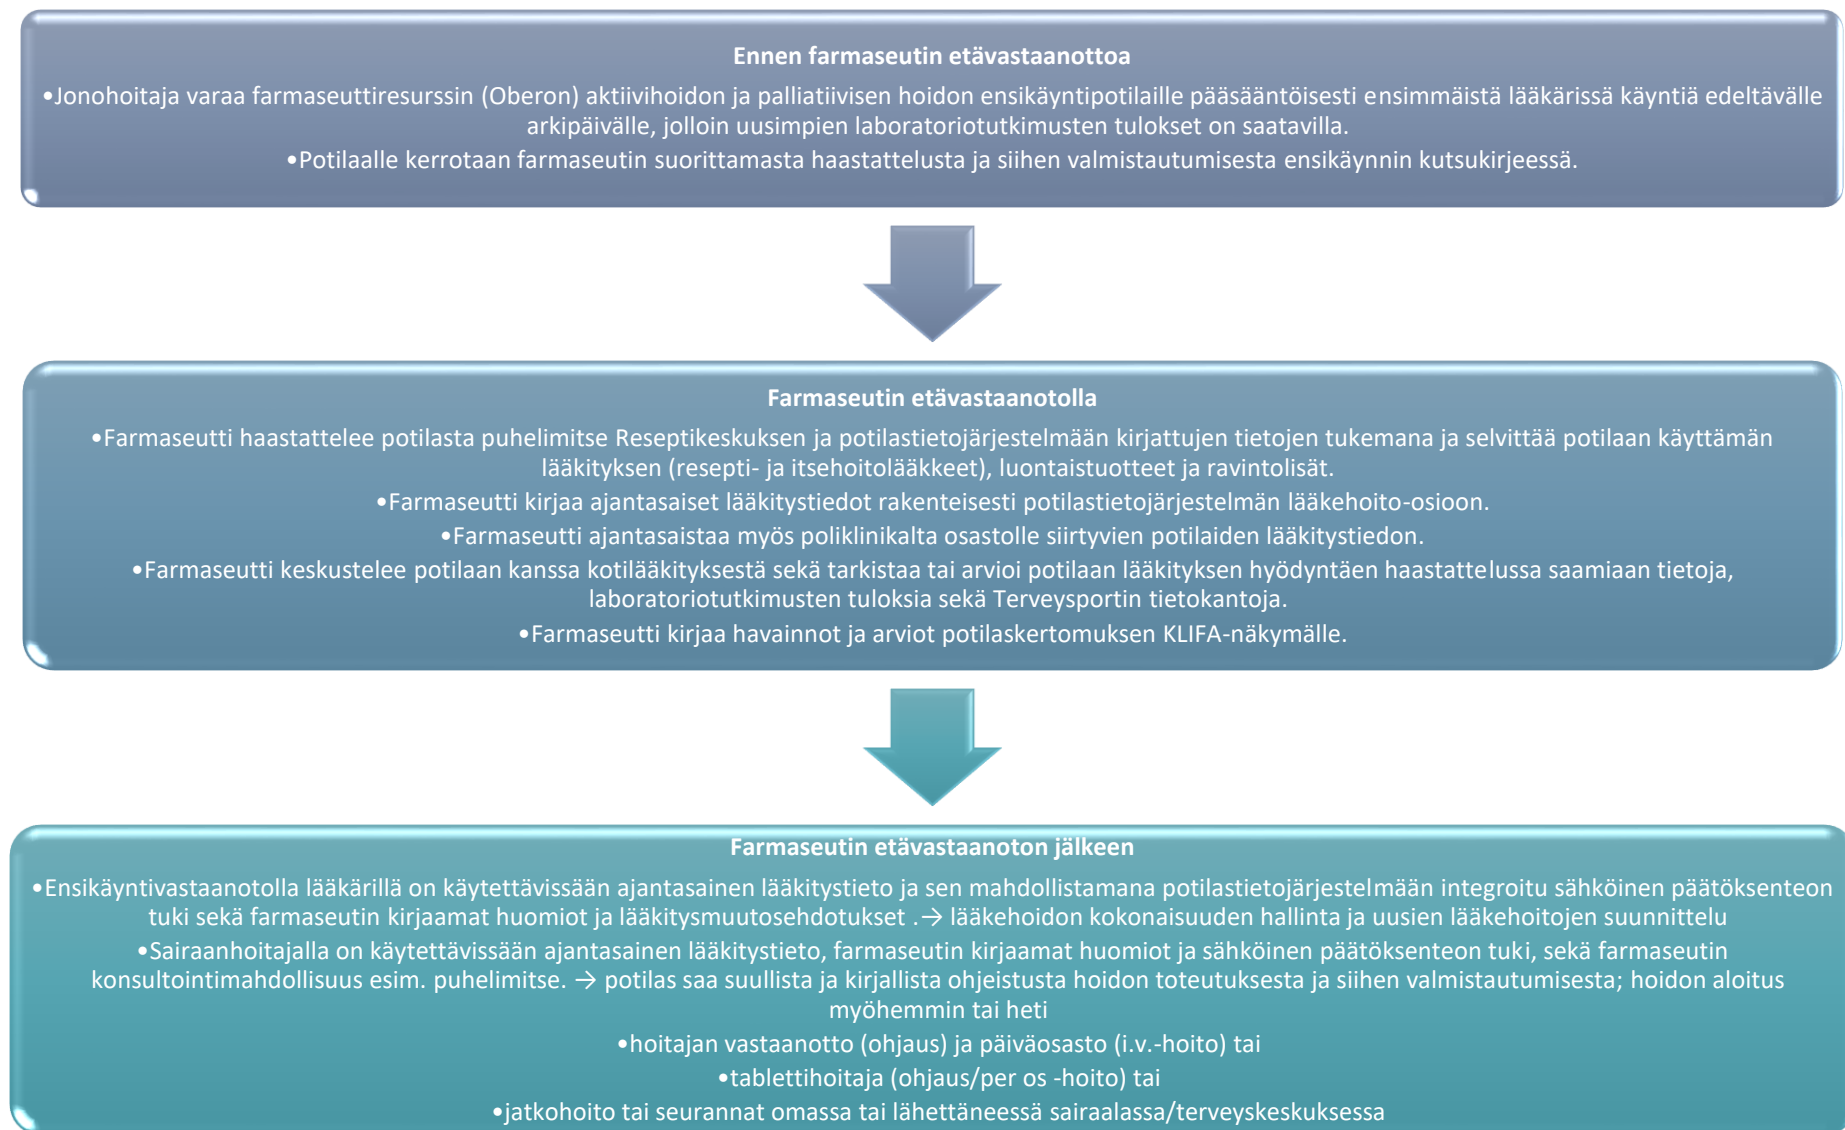 Ennen farmaseutin etävastaanottoa
•Jonohoitaja varaa farmaseuttiresurssin (Oberon) aktiivihoidon ja palliatiivisen hoidon ensikäyntipotilaille pääsääntöisesti ensimmäistä lääkärissä käyntiä edeltävälle
arkipäivälle, jolloin uusimpien laboratoriotutkimusten tulokset on saatavilla.
•Potilaalle kerrotaan farmaseutin suorittamasta haastattelusta ja siihen valmistautumisesta ensikäynnin kutsukirjeessä.
Farmaseutin etävastaanotolla
•Farmaseutti haastattelee potilasta puhelimitse Reseptikeskuksen ja potilastietojärjestelmään kirjattujen tietojen tukemana ja selvittää potilaan käyttämän
lääkityksen (resepti- ja itsehoitolääkkeet), luontaistuotteet ja ravintolisät.
•Farmaseutti kirjaa ajantasaiset lääkitystiedot rakenteisesti potilastietojärjestelmän lääkehoito-osioon.
•Farmaseutti ajantasaistaa myös poliklinikalta osastolle siirtyvien potilaiden lääkitystiedon.
•Farmaseutti keskustelee potilaan kanssa kotilääkityksestä sekä tarkistaa tai arvioi potilaan lääkityksen hyödyntäen haastattelussa saamiaan tietoja,
laboratoriotutkimusten tuloksia sekä Terveysportin tietokantoja.
•Farmaseutti kirjaa havainnot ja arviot potilaskertomuksen KLIFA-näkymälle.
Farmaseutin etävastaanoton jälkeen
•Ensikäyntivastaanotolla lääkärillä on käytettävissään ajantasainen lääkitystieto ja sen mahdollistamana potilastietojärjestelmään integroitu sähköinen päätöksenteon
tuki sekä farmaseutin kirjaamat huomiot ja lääkitysmuutosehdotukset .→ lääkehoidon kokonaisuuden hallinta ja uusien lääkehoitojen suunnittelu
•Sairaanhoitajalla on käytettävissään ajantasainen lääkitystieto, farmaseutin kirjaamat huomiot ja sähköinen päätöksenteon tuki, sekä farmaseutin
konsultointimahdollisuus esim. puhelimitse. → potilas saa suullista ja kirjallista ohjeistusta hoidon toteutuksesta ja siihen valmistautumisesta; hoidon aloitus
myöhemmin tai heti
•hoitajan vastaanotto (ohjaus) ja päiväosasto (i.v.-hoito) tai
•tablettihoitaja (ohjaus/per os -hoito) tai
•jatkohoito tai seurannat omassa tai lähettäneessä sairaalassa/terveyskeskuksessa